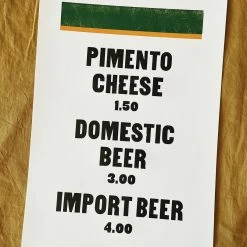 PIMENTO
CHEESE
1.50
DOMESTIC
BEER
3.00
IMPORT BEER
4.00